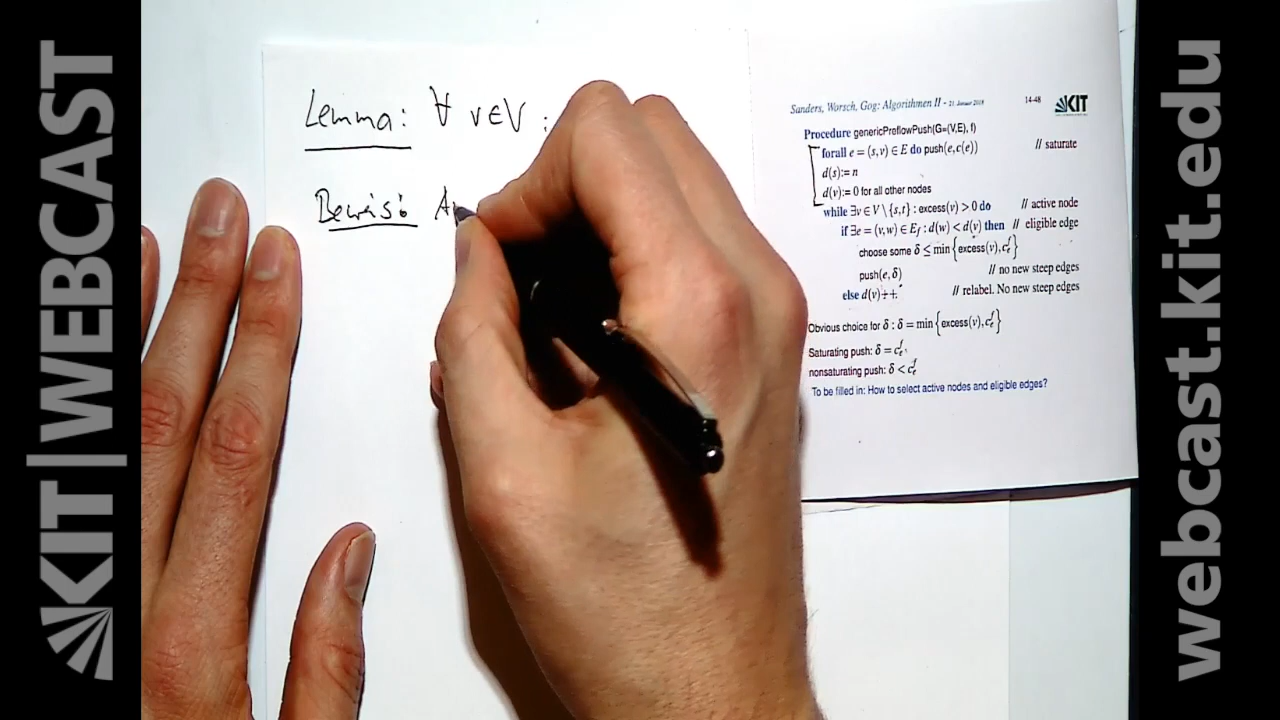 KIT | WEBCAST
Lemma: ∀ v∈V :
Beweis:
Sanders, Worsch, Gog: Algorithmen II - 21. Januar 2018
14-48
KIT
Procedure genericPreflowPush(G=(V,E), f)
forall e = (s,v) ∈ E do push(e,c(e)) // saturate
d(s):= n
d(v):= 0 for all other nodes
while ∃v ∈ V \ {s,t} : excess(v) > 0 do // active node
if ∃e = (v,w) ∈ E_f : d(w) < d(v) then // eligible edge
choose some δ ≤ min {excess(v), c_e^f}
push(e,δ) // no new steep edges
else d(v)++. // relabel. No new steep edges
Obvious choice for δ : δ = min {excess(v), c_e^f}
Saturating push: δ = c_e^f.
nonsaturating push: δ < c_e^f
To be filled in: How to select active nodes and eligible edges?
webcast.kit.edu